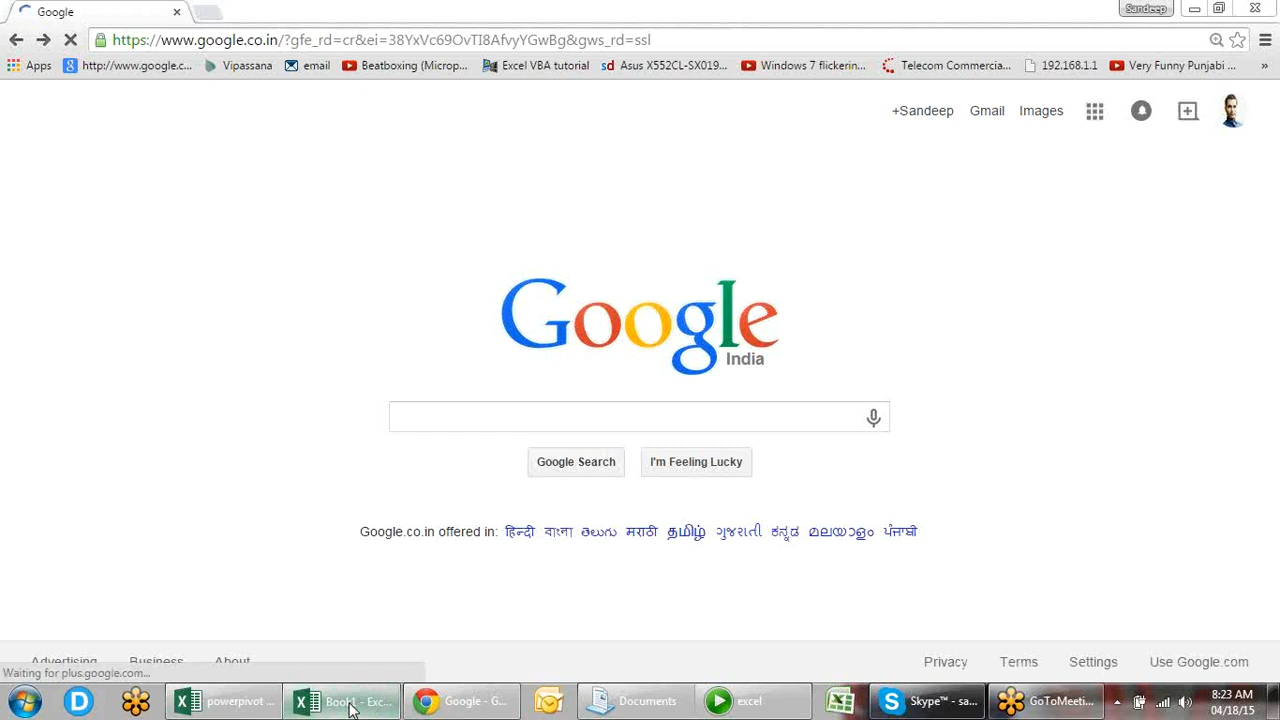 Google
Sandeep
https://www.google.co.in/?gfe_rd=cr&ei=38YxVc69OvTI8AfvyYGwBg&gws_rd=ssl
Apps http://www.google.c... Vipassana email Beatboxing (Microp... Excel VBA tutorial sd Asus X552CL-SX019... Windows 7 flickerin... Telecom Commercia... 192.168.1.1 Very Funny Punjabi ... »
+Sandeep Gmail Images
Google
India
Google Search I'm Feeling Lucky
Google.co.in offered in: हिन्दी বাংলা తెలుగు मराठी தமிழ் ગુજરાતી ಕನ್ನಡ മലയാളം ਪੰਜਾਬੀ
Advertising Business About Privacy Terms Settings Use Google.com
Waiting for plus.google.com...
powerpivot ... Book1 - Exc... Google - G... Documents excel Skype™ - sa... GoToMeeti...
8:23 AM
04/18/15